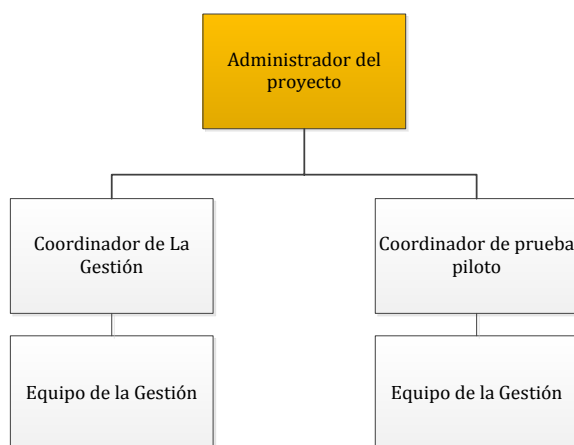 Administrador del
proyecto
Coordinador de La
Gestión
Coordinador de prueba
piloto
Equipo de la Gestión
Equipo de la Gestión